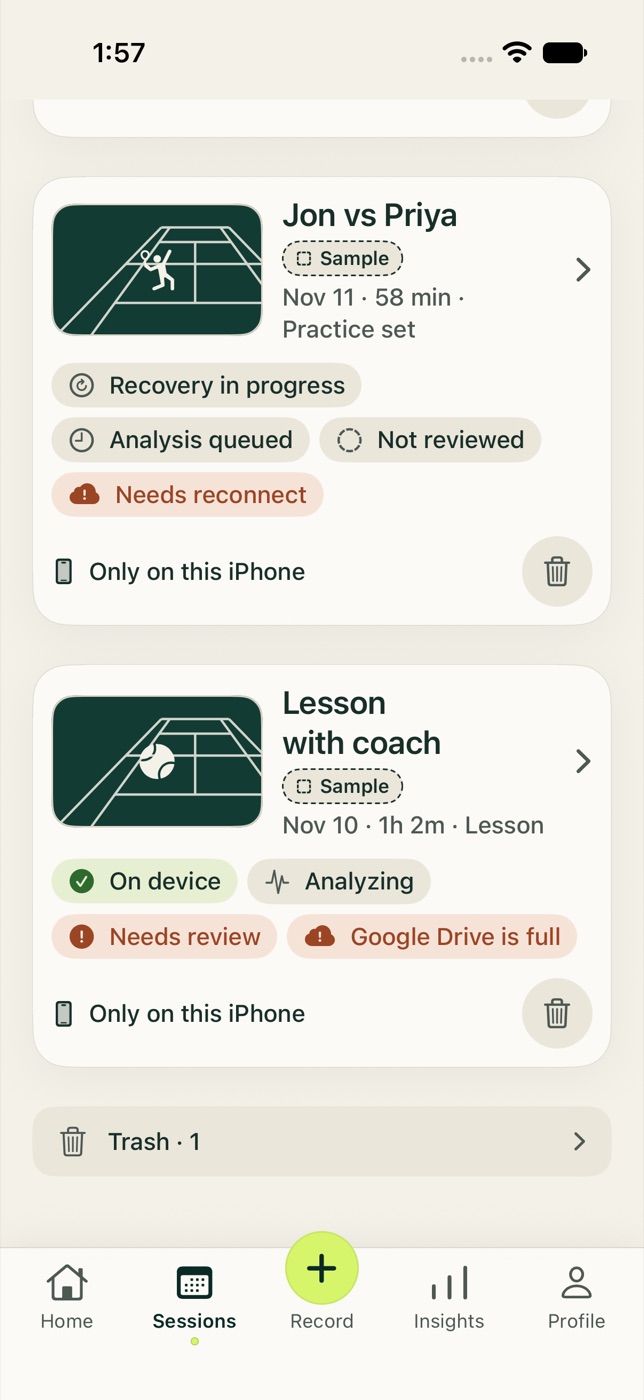 1:57
Jon vs Priya
Sample
Nov 11 · 58 min ·
Practice set
Recovery in progress
Analysis queued
Not reviewed
Needs reconnect
Only on this iPhone
Lesson
with coach
Sample
Nov 10 · 1h 2m · Lesson
On device
Analyzing
Needs review
Google Drive is full
Only on this iPhone
Trash · 1
Home
Sessions
Record
Insights
Profile